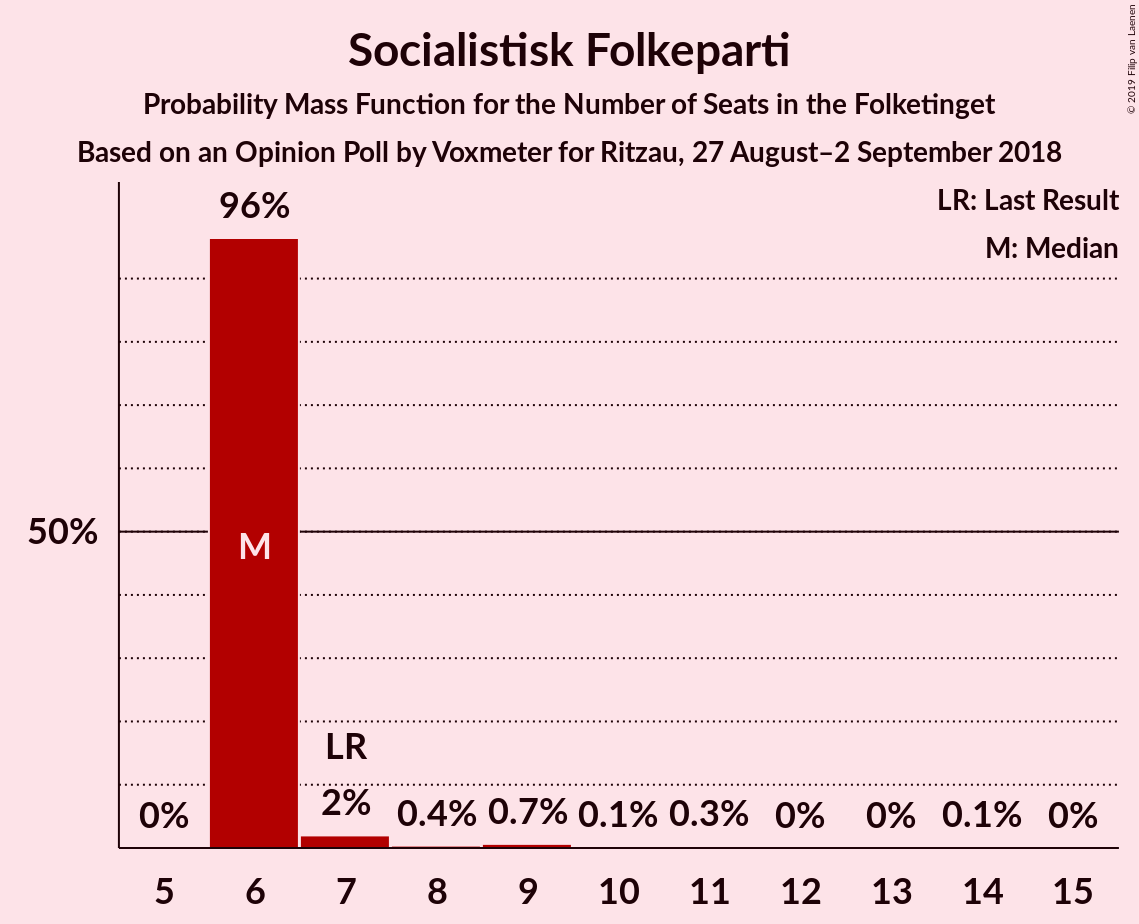 Socialistisk Folkeparti
Probability Mass Function for the Number of Seats in the Folketinget
Based on an Opinion Poll by Voxmeter for Ritzau, 27 August–2 September 2018
© 2019 Filip van Laenen
LR: Last Result
M: Median
96%
50%
M
LR
0% 2% 0.4% 0.7% 0.1% 0.3% 0% 0% 0.1% 0%
5 6 7 8 9 10 11 12 13 14 15